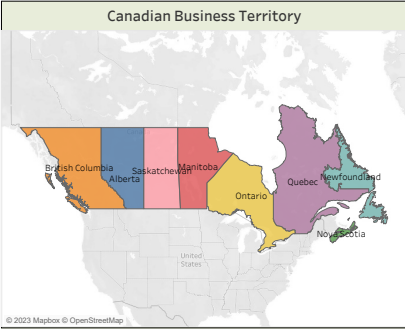 Canadian Business Territory
British Columbia
Alberta
Saskatchewan
Manitoba
Ontario
Quebec
Newfoundland
Nova Scotia
United
States
© 2023 Mapbox © OpenStreetMap